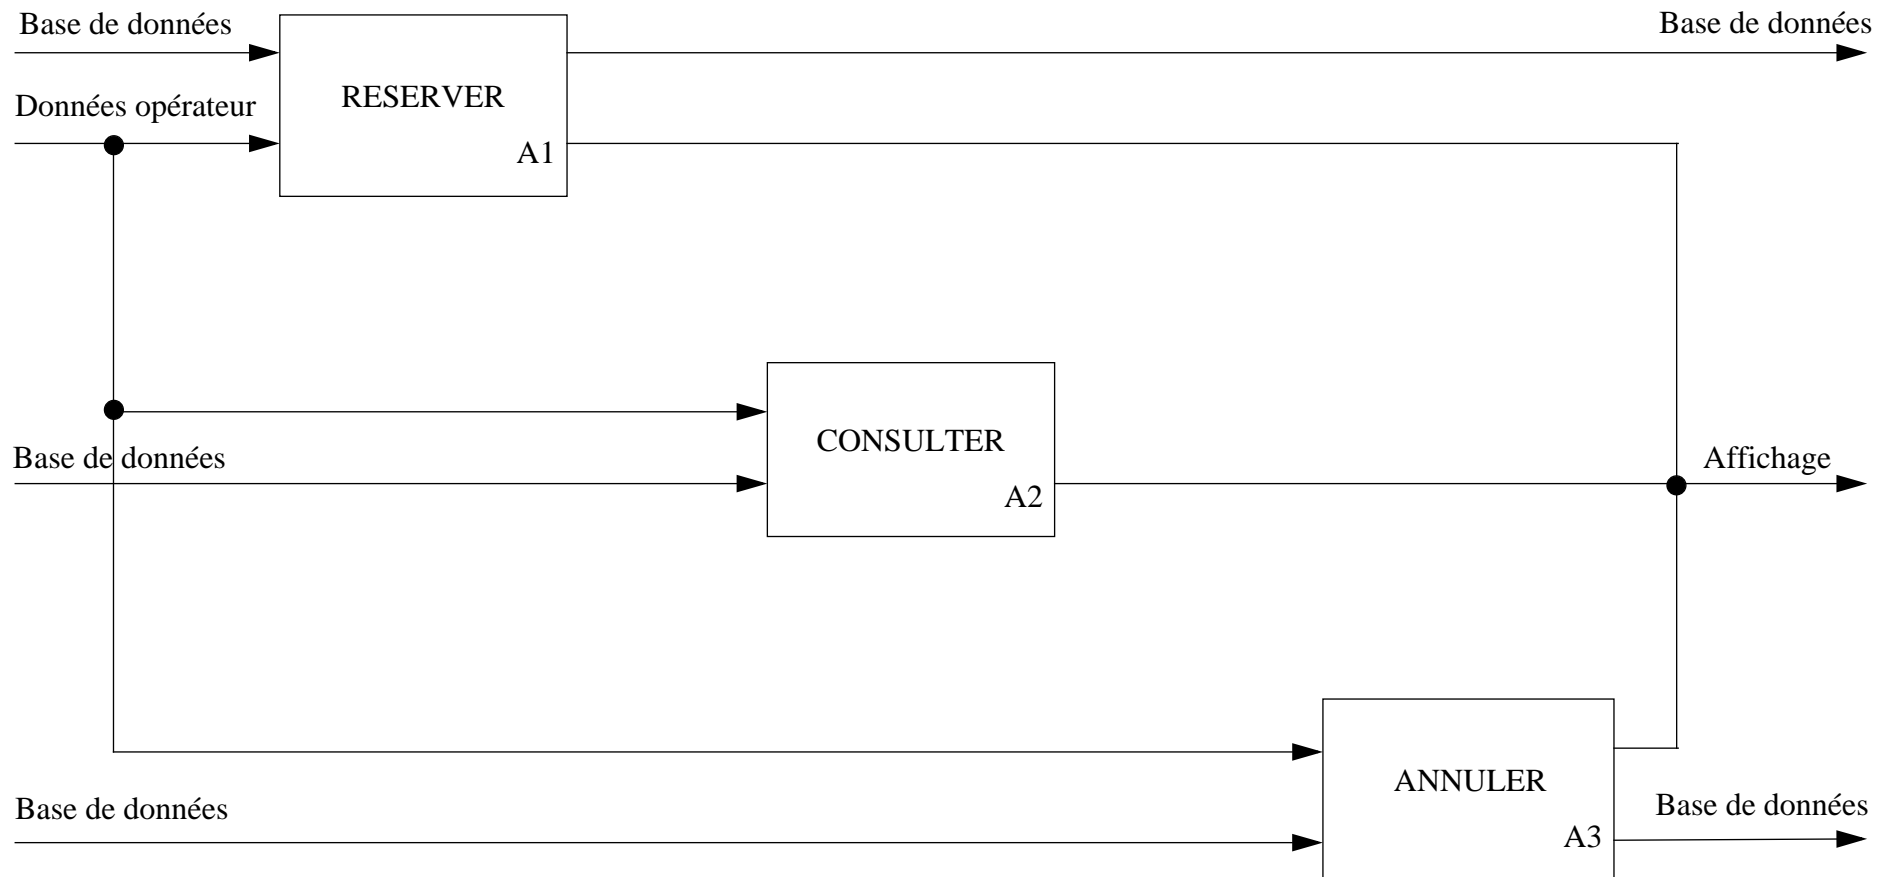 Base de données
Base de données
Données opérateur
RESERVER
A1
CONSULTER
A2
Base de données
Affichage
ANNULER
A3
Base de données
Base de données